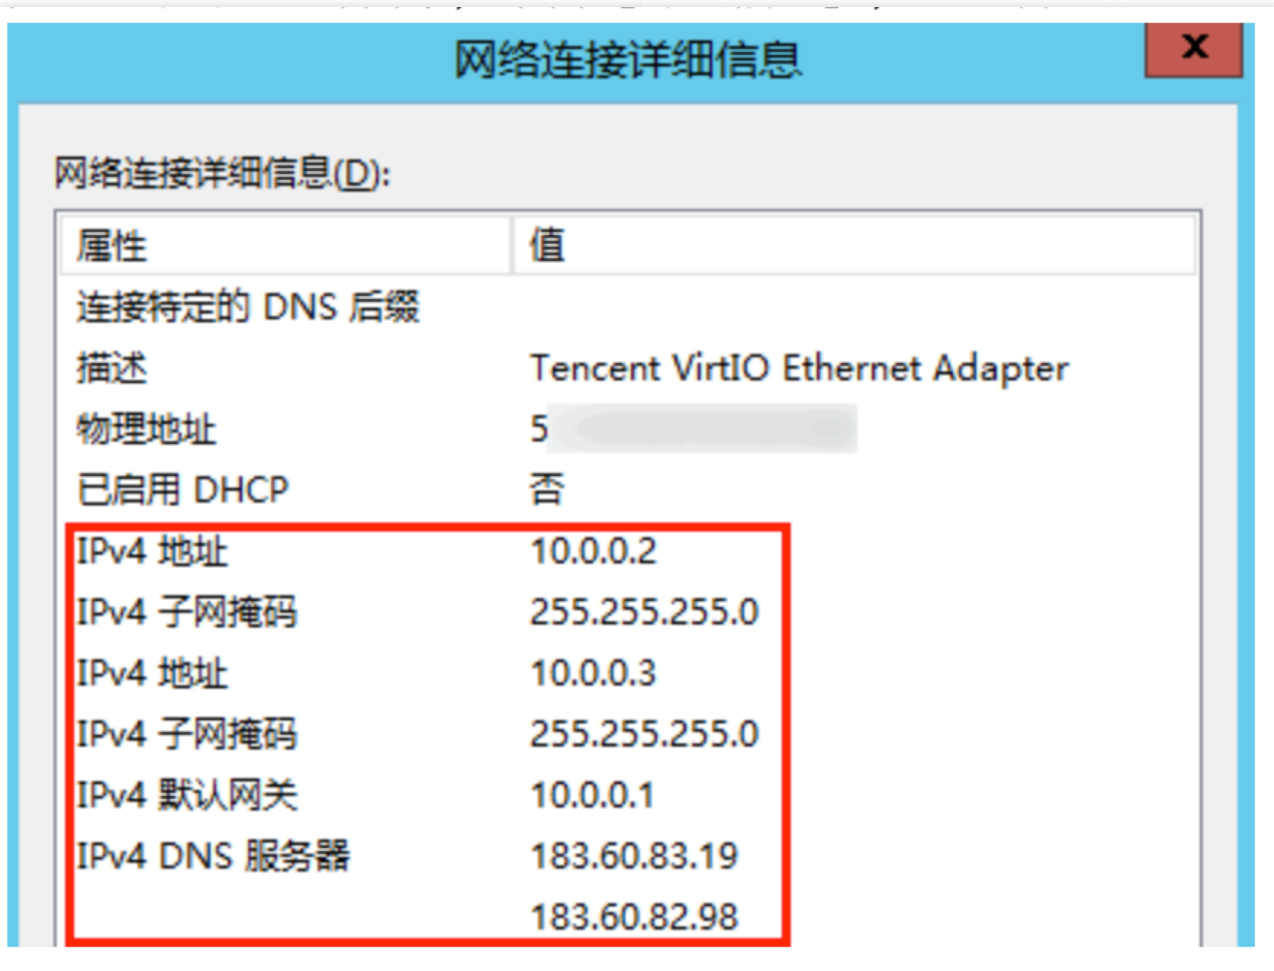 网络连接详细信息
x
网络连接详细信息(D):
属性 值
连接特定的 DNS 后缀
描述 Tencent VirtIO Ethernet Adapter
物理地址 5
已启用 DHCP 否
IPv4 地址 10.0.0.2
IPv4 子网掩码 255.255.255.0
IPv4 地址 10.0.0.3
IPv4 子网掩码 255.255.255.0
IPv4 默认网关 10.0.0.1
IPv4 DNS 服务器 183.60.83.19
183.60.82.98